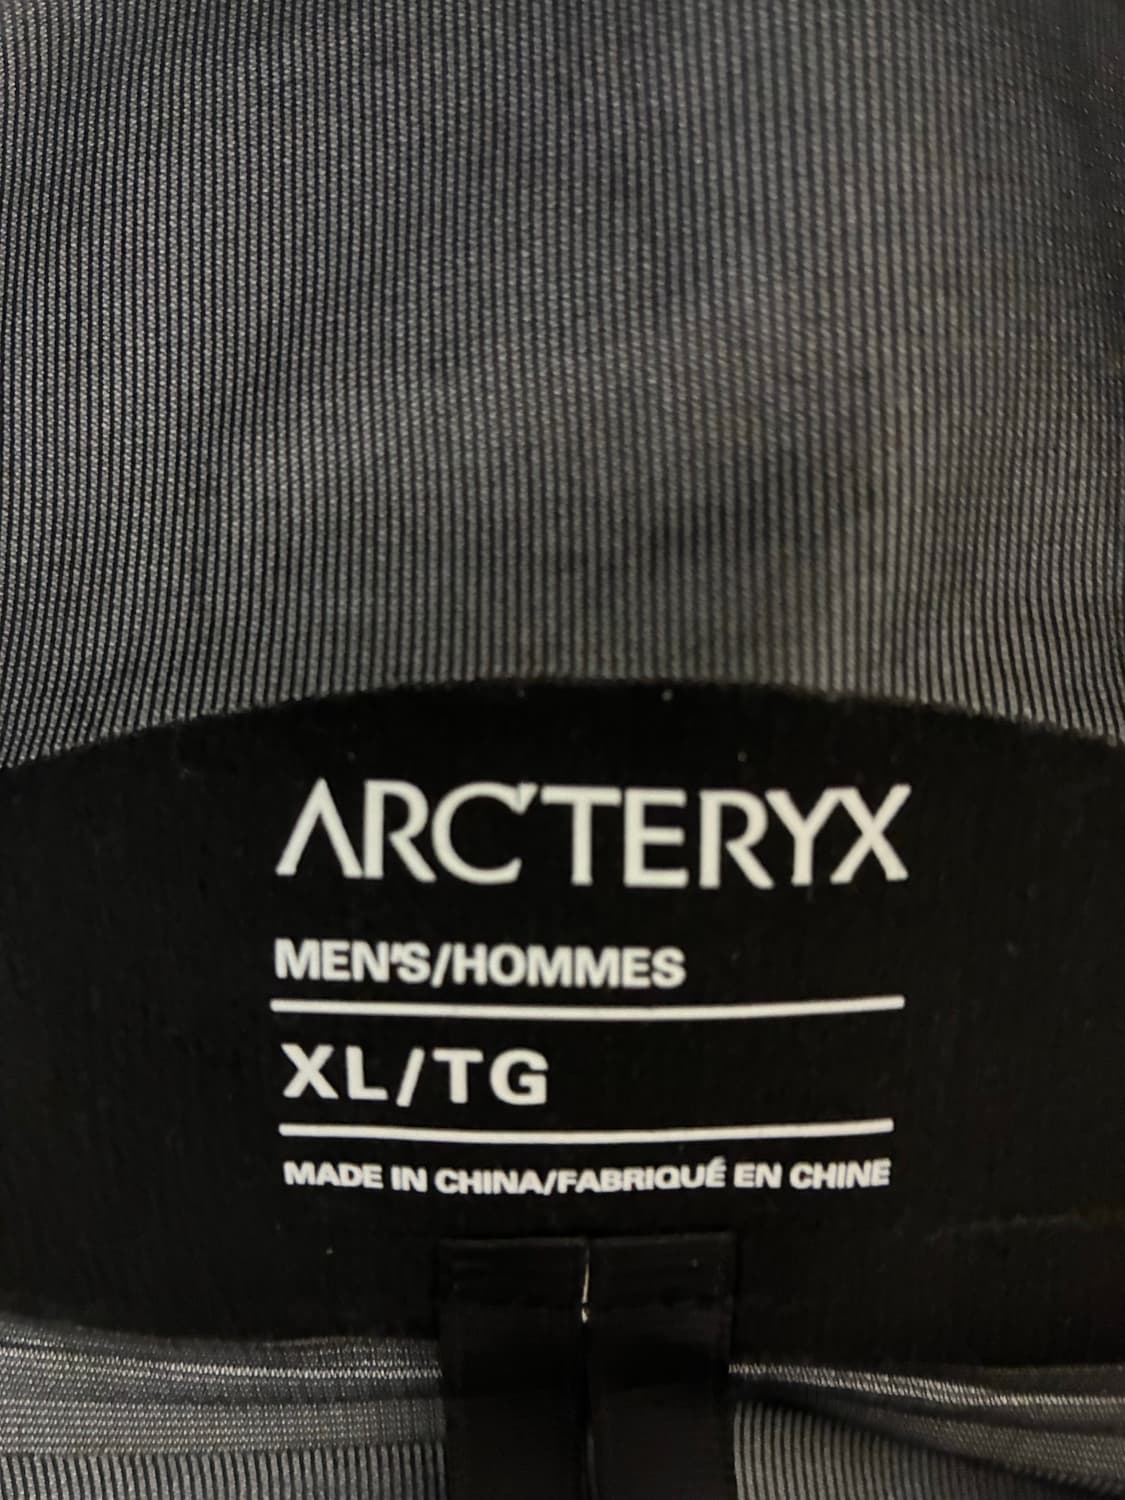 ARC'TERYX
MEN'S/HOMMES
XL/TG
MADE IN CHINA/FABRIQUÉ EN CHINE